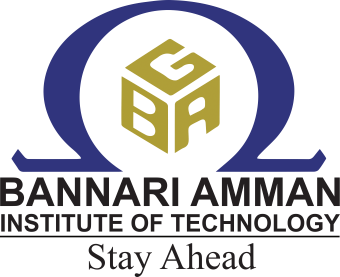 G
B A
BANNARI AMMAN
INSTITUTE OF TECHNOLOGY
Stay Ahead